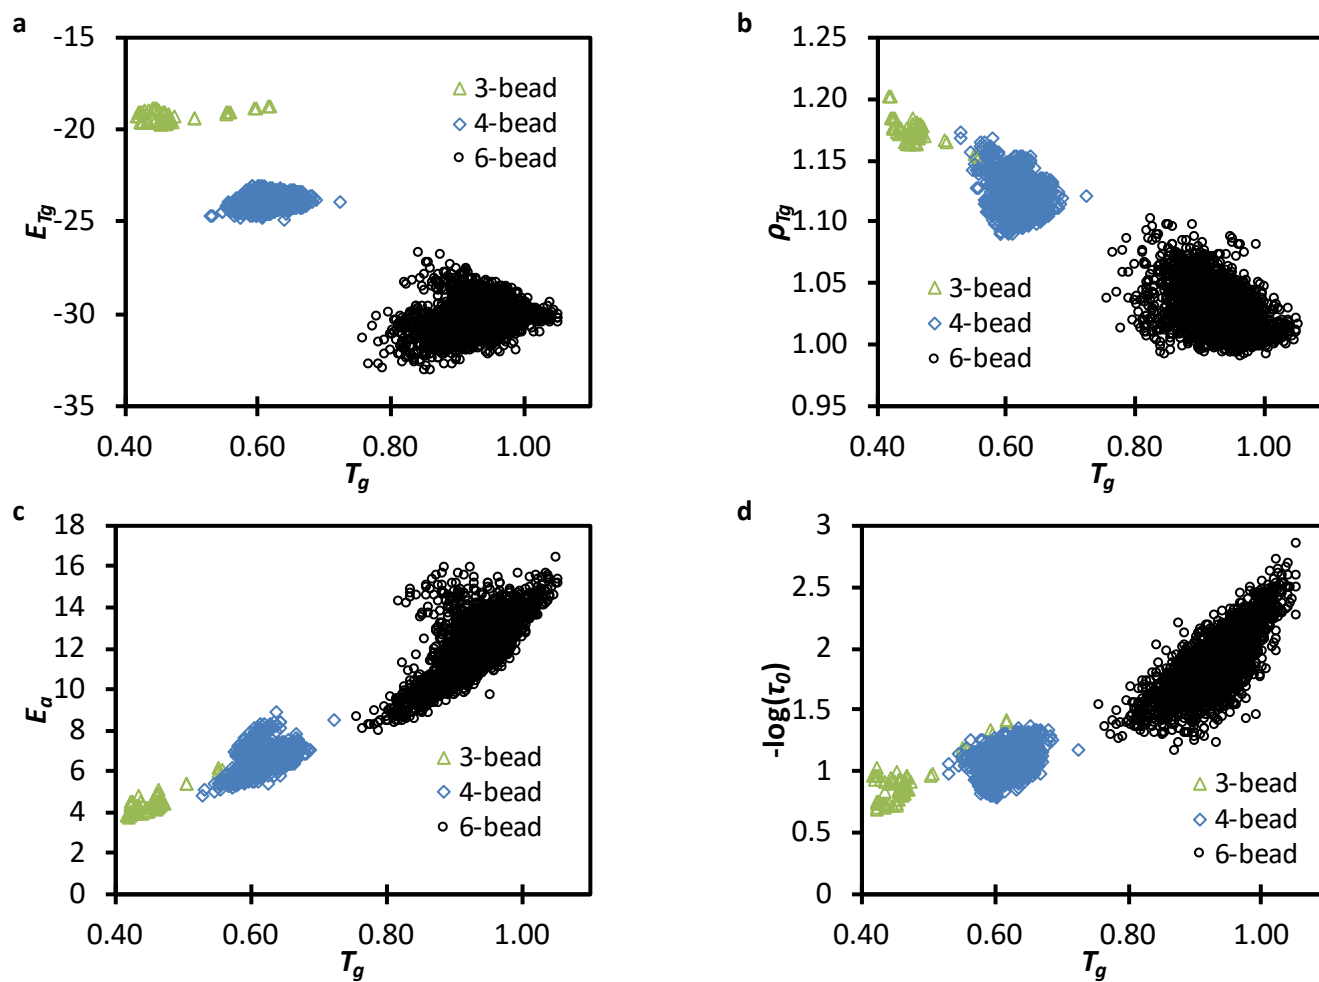 a
-15
-20
-25
-30
-35
E_Tg
0.40 0.60 0.80 1.00
T_g
3-bead
4-bead
6-bead
b
1.25
1.20
1.15
1.10
1.05
1.00
0.95
ρ_Tg
0.40 0.60 0.80 1.00
T_g
3-bead
4-bead
6-bead
c
18
16
14
12
10
8
6
4
2
0
E_a
0.40 0.60 0.80 1.00
T_g
3-bead
4-bead
6-bead
d
3
2.5
2
1.5
1
0.5
0
-log(τ_0)
0.40 0.60 0.80 1.00
T_g
3-bead
4-bead
6-bead